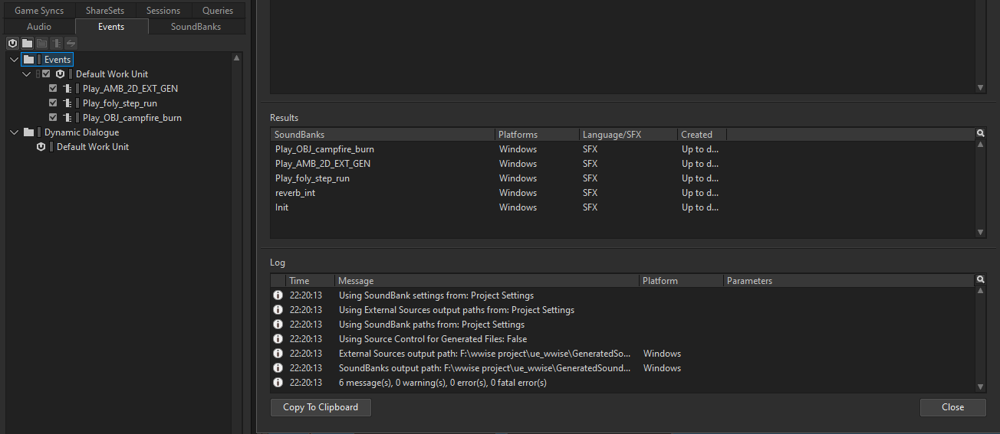 Game Syncs ShareSets Sessions Queries
Audio Events SoundBanks
Events
Default Work Unit
Play_AMB_2D_EXT_GEN
Play_foly_step_run
Play_OBJ_campfire_burn
Dynamic Dialogue
Default Work Unit
Results
SoundBanks Platforms Language/SFX Created
Play_OBJ_campfire_burn Windows SFX Up to d...
Play_AMB_2D_EXT_GEN Windows SFX Up to d...
Play_foly_step_run Windows SFX Up to d...
reverb_int Windows SFX Up to d...
Init Windows SFX Up to d...
Log
Time Message Platform Parameters
22:20:13 Using SoundBank settings from: Project Settings
22:20:13 Using External Sources output paths from: Project Settings
22:20:13 Using SoundBank paths from: Project Settings
22:20:13 Using Source Control for Generated Files: False
22:20:13 External Sources output path: F:\wwise project\ue_wwise\GeneratedSo... Windows
22:20:13 SoundBanks output path: F:\wwise project\ue_wwise\GeneratedSound... Windows
22:20:13 6 message(s), 0 warning(s), 0 error(s), 0 fatal error(s)
Copy To Clipboard Close